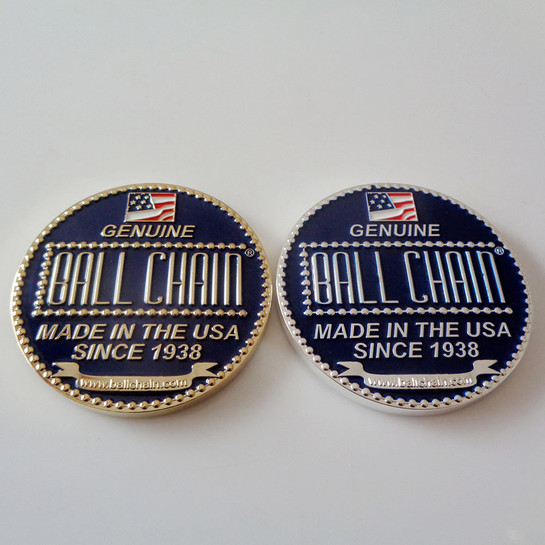 GENUINE
BALL CHAIN®
MADE IN THE USA
SINCE 1938
www.ballchain.com
GENUINE
BALL CHAIN®
MADE IN THE USA
SINCE 1938
www.ballchain.com